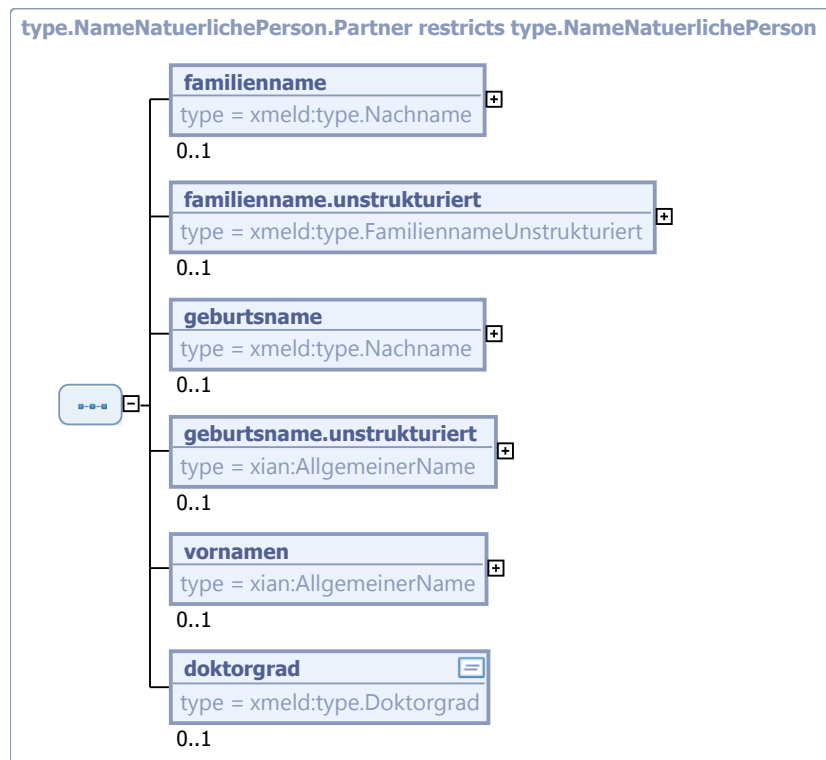 type.NameNatuerlichePerson.Partner restricts type.NameNatuerlichePerson
familienname
type = xmeld:type.Nachname
0..1
familienname.unstrukturiert
type = xmeld:type.FamiliennameUnstrukturiert
0..1
geburtsname
type = xmeld:type.Nachname
0..1
geburtsname.unstrukturiert
type = xian:AllgemeinerName
0..1
vornamen
type = xian:AllgemeinerName
0..1
doktorgrad
type = xmeld:type.Doktorgrad
0..1